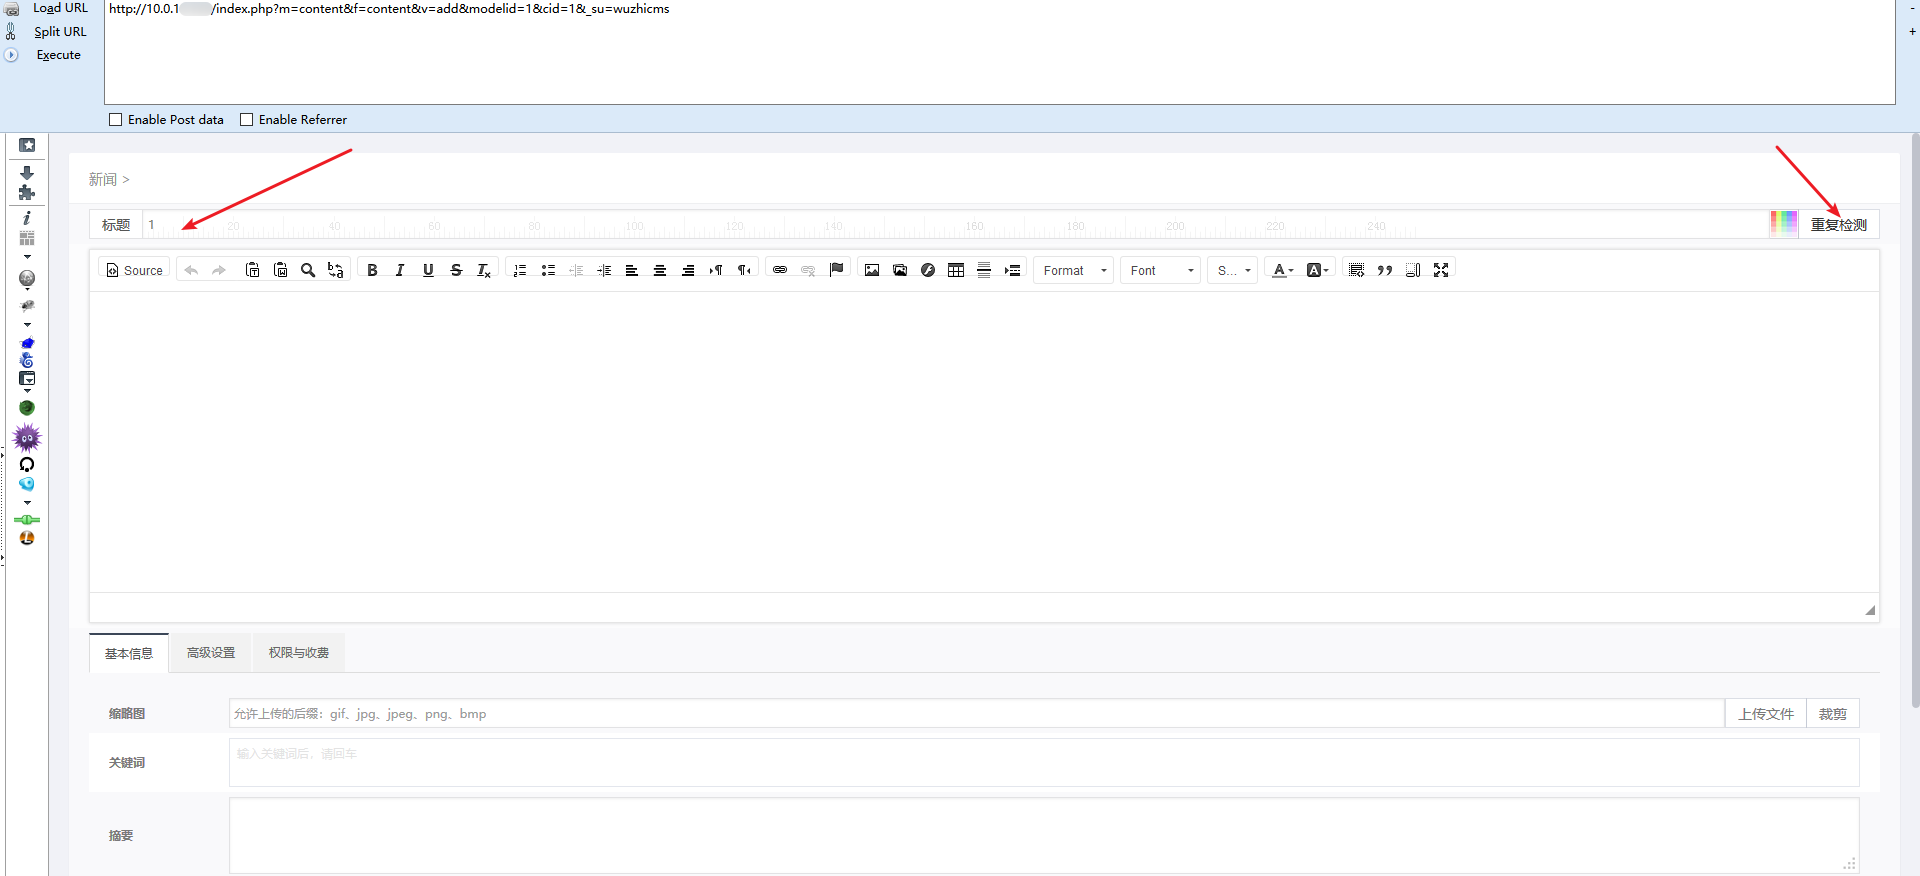 Load URL
http://10.0.1 /index.php?m=content&f=content&v=add&modelid=1&cid=1&_su=wuzhicms
-
Split URL
+
Execute
Enable Post data
Enable Referrer
新闻 >
标题
1
20 40 60 80 100 120 140 160 180 200 220 240
重复检测
Source
Format
Font
S...
基本信息
高级设置
权限与收费
缩略图
允许上传的后缀：gif、jpg、jpeg、png、bmp
上传文件
裁剪
关键词
输入关键词后，请回车
摘要